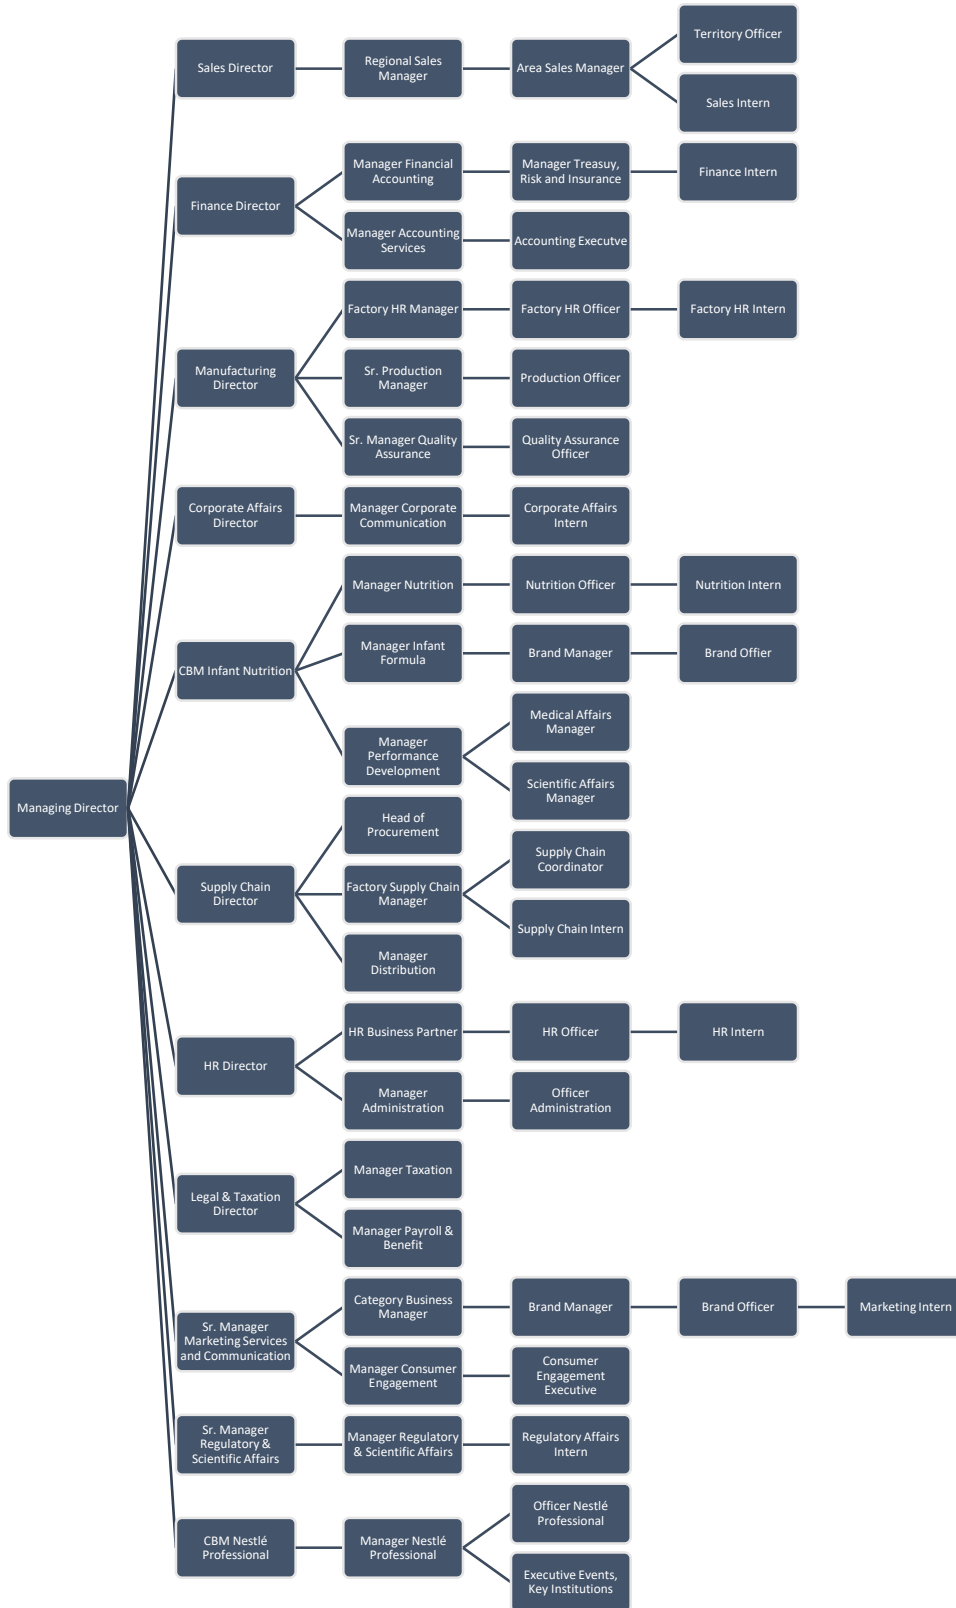 Territory Officer
Sales Director
Regional Sales
Manager
Area Sales Manager
Sales Intern
Finance Director
Manager Financial
Accounting
Manager Treasuy,
Risk and Insurance
Finance Intern
Manager Accounting
Services
Accounting Executve
Manufacturing
Director
Factory HR Manager
Factory HR Officer
Factory HR Intern
Sr. Production
Manager
Production Officer
Sr. Manager Quality
Assurance
Quality Assurance
Officer
Corporate Affairs
Director
Manager Corporate
Communication
Corporate Affairs
Intern
CBM Infant Nutrition
Manager Nutrition
Nutrition Officer
Nutrition Intern
Manager Infant
Formula
Brand Manager
Brand Offier
Manager
Performance
Development
Medical Affairs
Manager
Scientific Affairs
Manager
Managing Director
Supply Chain
Director
Head of
Procurement
Factory Supply Chain
Manager
Supply Chain
Coordinator
Supply Chain Intern
Manager
Distribution
HR Director
HR Business Partner
HR Officer
HR Intern
Manager
Administration
Officer
Administration
Legal & Taxation
Director
Manager Taxation
Manager Payroll &
Benefit
Sr. Manager
Marketing Services
and Communication
Category Business
Manager
Brand Manager
Brand Officer
Marketing Intern
Manager Consumer
Engagement
Consumer
Engagement
Executive
Sr. Manager
Regulatory &
Scientific Affairs
Manager Regulatory
& Scientific Affairs
Regulatory Affairs
Intern
CBM Nestlé
Professional
Manager Nestlé
Professional
Officer Nestlé
Professional
Executive Events,
Key Institutions